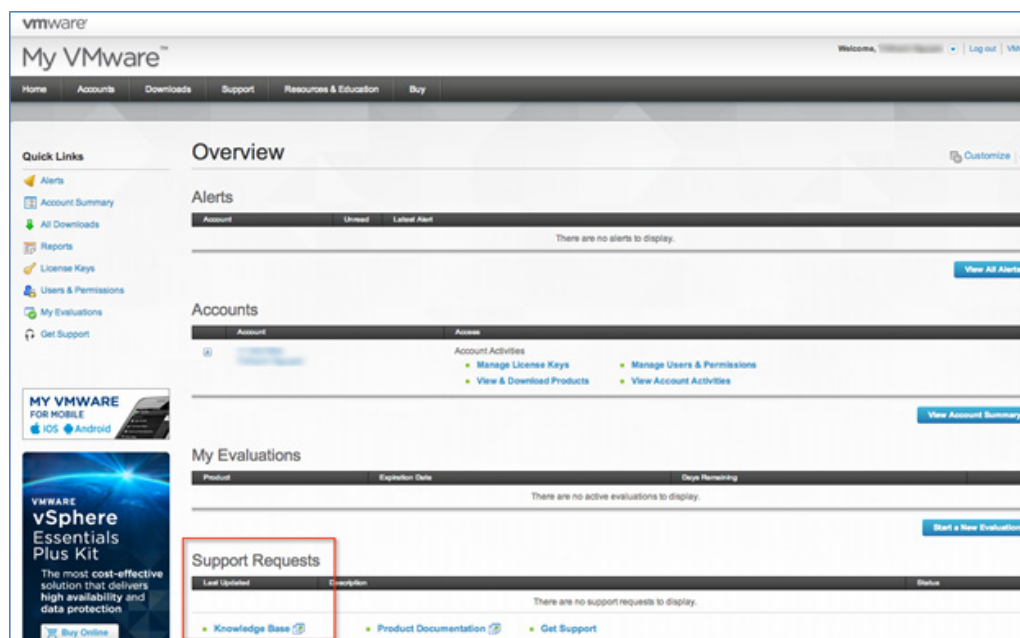 vmware
My VMware™
Welcome,
Log out
VM
Home Accounts Downloads Support Resources & Education Buy
Quick Links
Alerts
Account Summary
All Downloads
Reports
License Keys
Users & Permissions
My Evaluations
Get Support
MY VMWARE
FOR MOBILE
iOS Android
VMWARE
vSphere
Essentials
Plus Kit
The most cost-effective
solution that delivers
high availability and
data protection
Buy Online
Overview
Customize
Alerts
Account Unread Latest Alert
There are no alerts to display.
View All Alerts
Accounts
Account Access
Account Activities
Manage License Keys Manage Users & Permissions
View & Download Products View Account Activities
View Account Summary
My Evaluations
Product Expiration Date Days Remaining
There are no active evaluations to display.
Start a New Evaluation
Support Requests
Last Updated Description Status
There are no support requests to display.
Knowledge Base Product Documentation Get Support